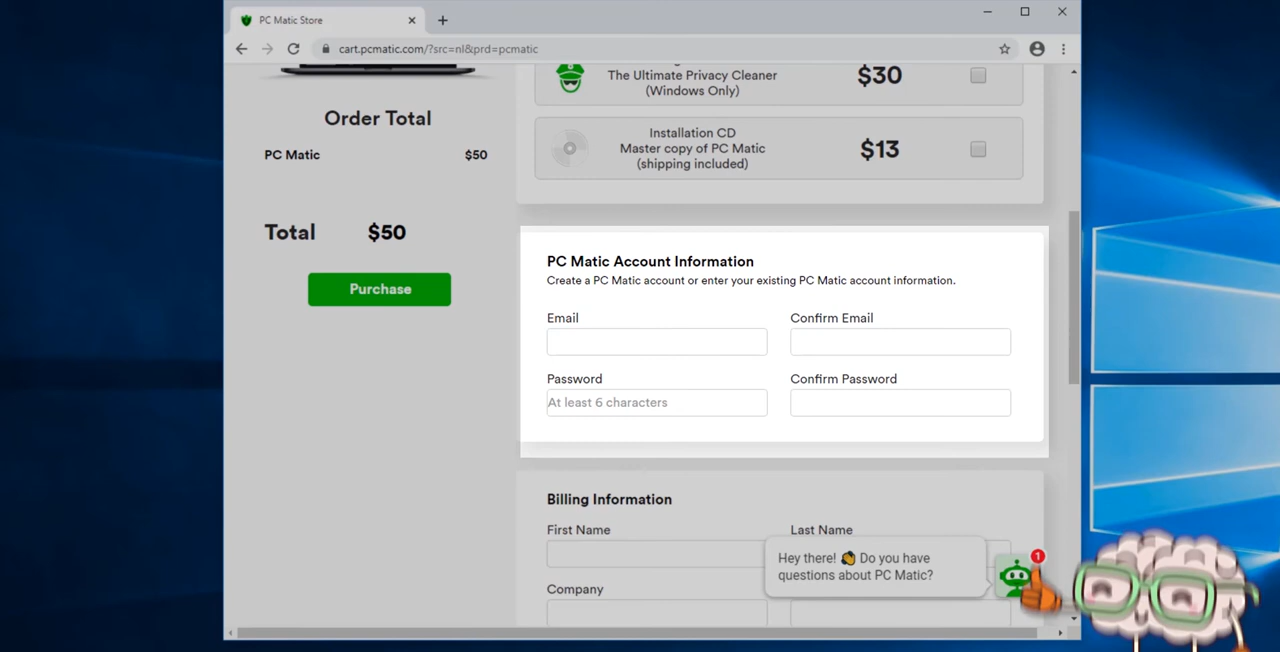 PC Matic Store
cart.pcmatic.com/?src=nl&prd=pcmatic
The Ultimate Privacy Cleaner
(Windows Only)
$30
Installation CD
Master copy of PC Matic
(shipping included)
$13
Order Total
PC Matic $50
Total $50
Purchase
PC Matic Account Information
Create a PC Matic account or enter your existing PC Matic account information.
Email Confirm Email
Password Confirm Password
At least 6 characters
Billing Information
First Name Last Name
Company
Hey there! 👋 Do you have
questions about PC Matic?
1